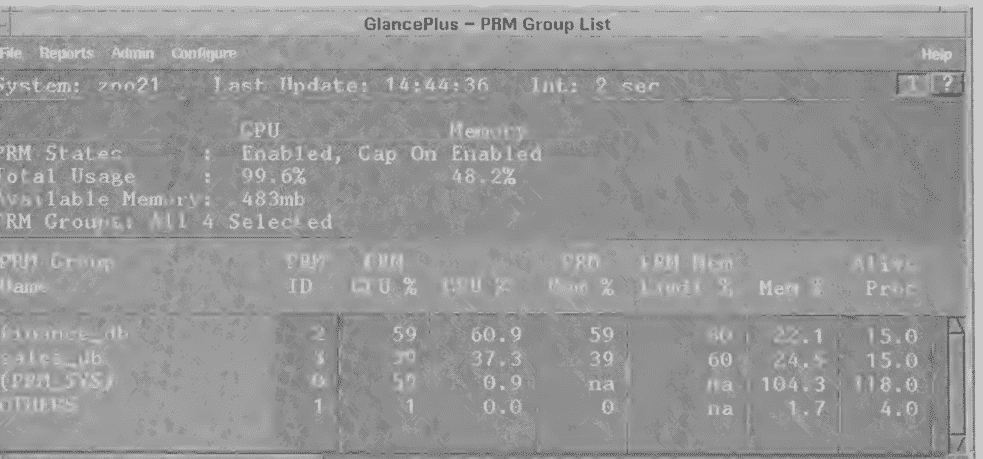 GlancePlus - PRM Group List
File Reports Admin Configure Help
System: zoo21 Last Update: 14:44:36 Int: 2 sec ?
CPU Memory
PRM States : Enabled, Cap On Enabled
Total Usage : 99.6% 48.2%
Available Memory: 483mb
PRM Groups: All 4 Selected
PRM Group PRM PRM PRM PRM Mem Alive
Name ID CPU % CPU % Mem % Limit % Mem % Proc
finance_db 2 59 60.9 59 60 22.1 15.0
sales_db 3 39 37.3 39 60 24.5 15.0
(PRM_SYS) 0 0.9 na na 104.3 118.0
OTHERS 1 1 0.0 0 na 1.7 4.0